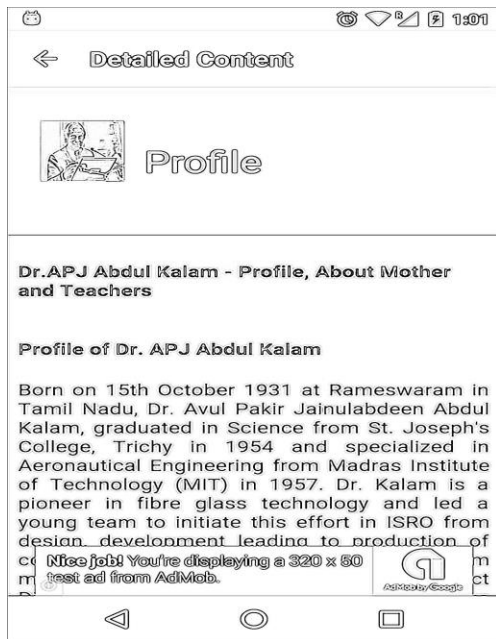 R
1:01
Detailed Content
Profile
Dr.APJ Abdul Kalam - Profile, About Mother
and Teachers
Profile of Dr. APJ Abdul Kalam
Born on 15th October 1931 at Rameswaram in
Tamil Nadu, Dr. Avul Pakir Jainulabdeen Abdul
Kalam, graduated in Science from St. Joseph's
College, Trichy in 1954 and specialized in
Aeronautical Engineering from Madras Institute
of Technology (MIT) in 1957. Dr. Kalam is a
pioneer in fibre glass technology and led a
young team to initiate this effort in ISRO from
design, development leading to production of
Nice job! You're displaying a 320 x 50
test ad from AdMob.
AdMob by Google